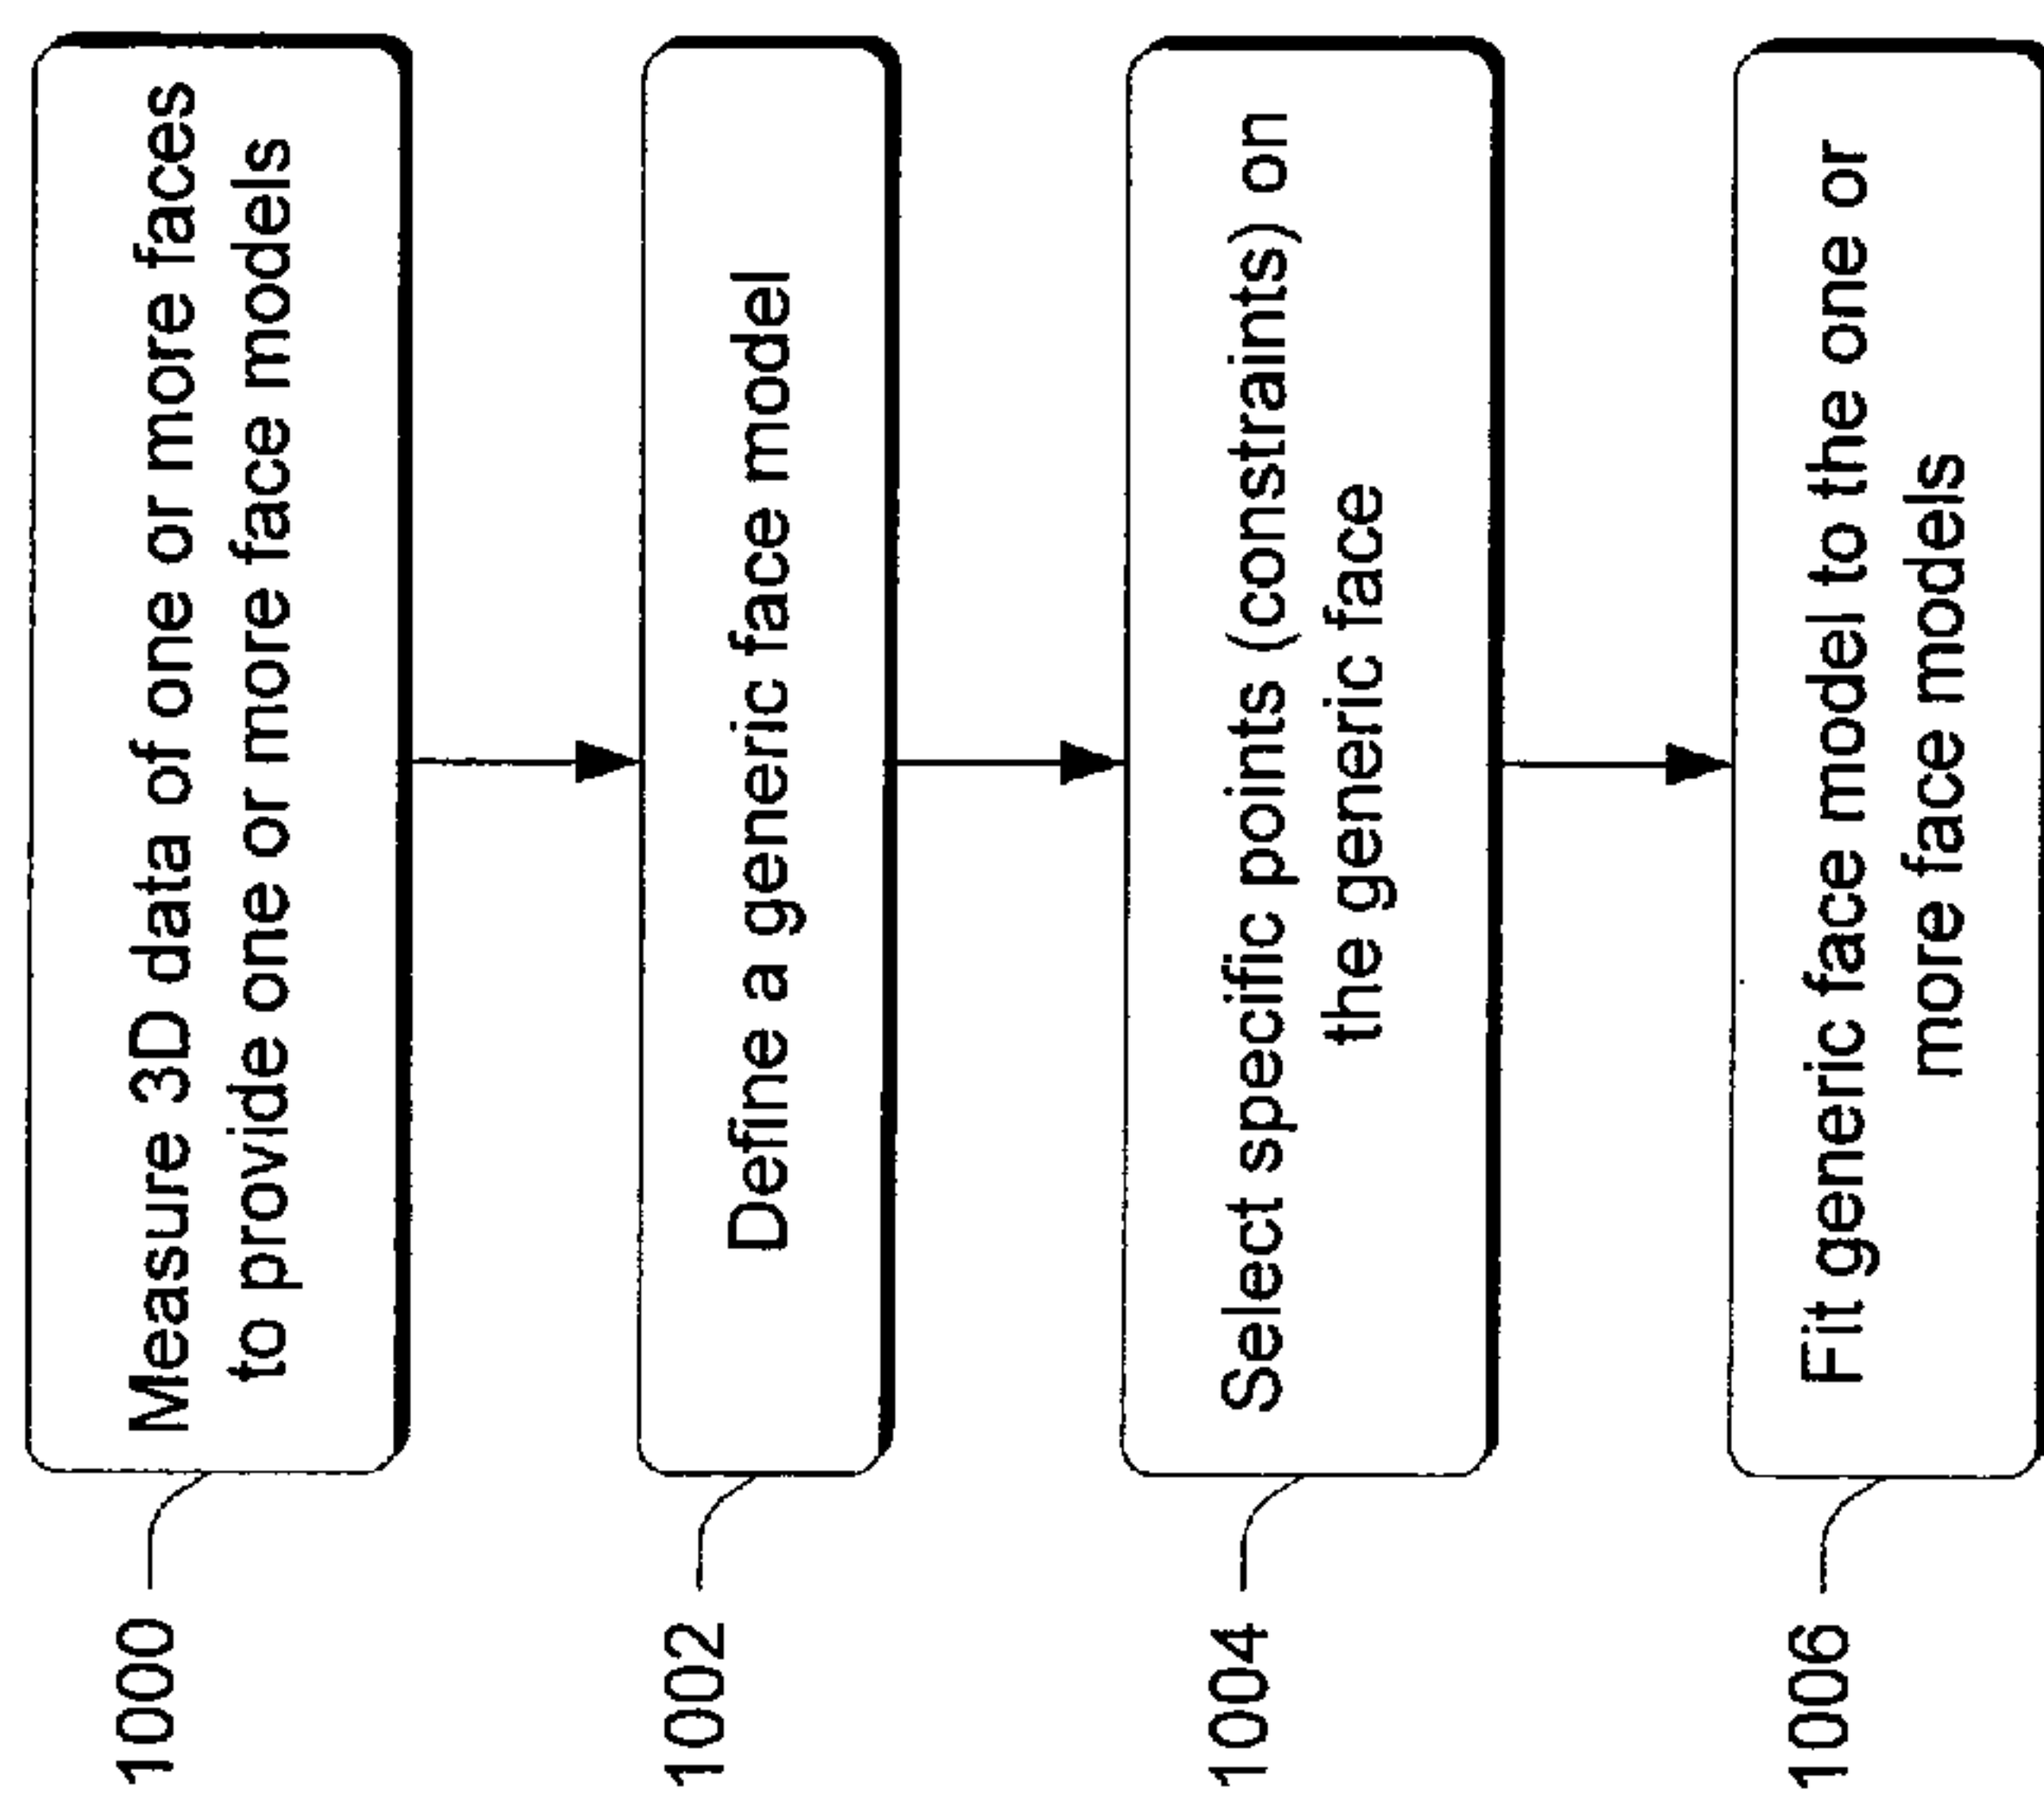 1000
Measure 3D data of one or more faces
to provide one or more face models
1002
Define a generic face model
1004
Select specific points (constraints) on
the generic face
1006
Fit generic face model to the one or
more face models